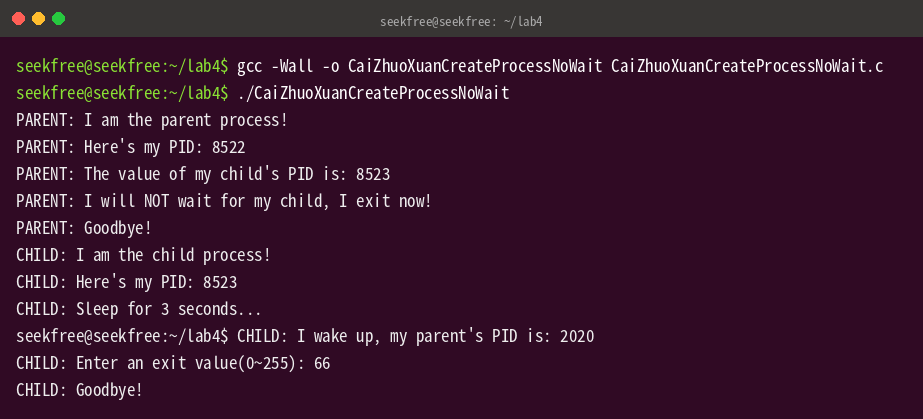 seekfree@seekfree: ~/lab4
seekfree@seekfree:~/lab4$ gcc -Wall -o CaiZhuoXuanCreateProcessNoWait CaiZhuoXuanCreateProcessNoWait.c
seekfree@seekfree:~/lab4$ ./CaiZhuoXuanCreateProcessNoWait
PARENT: I am the parent process!
PARENT: Here's my PID: 8522
PARENT: The value of my child's PID is: 8523
PARENT: I will NOT wait for my child, I exit now!
PARENT: Goodbye!
CHILD: I am the child process!
CHILD: Here's my PID: 8523
CHILD: Sleep for 3 seconds...
seekfree@seekfree:~/lab4$ CHILD: I wake up, my parent's PID is: 2020
CHILD: Enter an exit value(0~255): 66
CHILD: Goodbye!